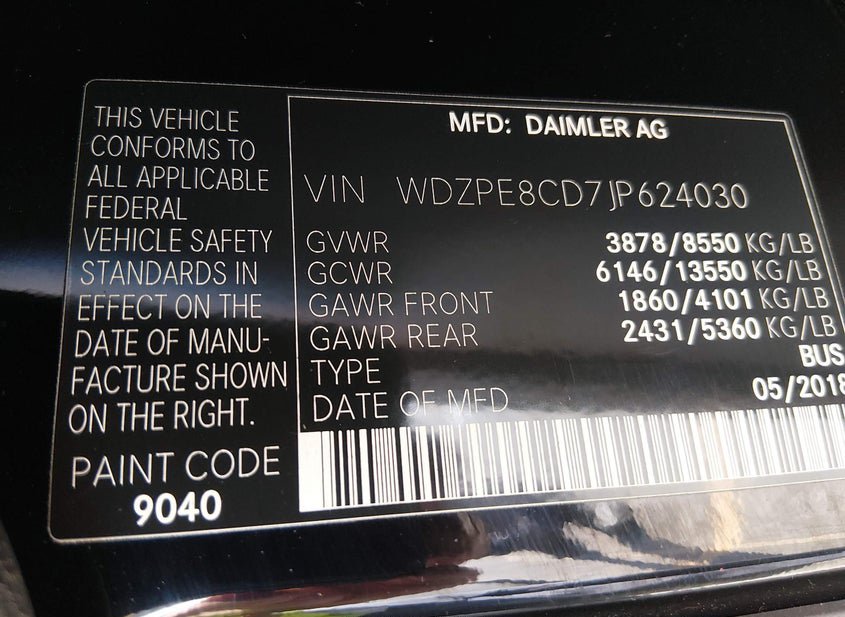 THIS VEHICLE
CONFORMS TO
ALL APPLICABLE
FEDERAL
VEHICLE SAFETY
STANDARDS IN
EFFECT ON THE
DATE OF MANU-
FACTURE SHOWN
ON THE RIGHT.
PAINT CODE
9040
MFD: DAIMLER AG
VIN WDZPE8CD7JP624030
GVWR 3878/8550 KG/LB
GCWR 6146/13550 KG/LB
GAWR FRONT 1860/4101 KG/LB
GAWR REAR 2431/5360 KG/LB
TYPE BUS
DATE OF MFD 05/2018